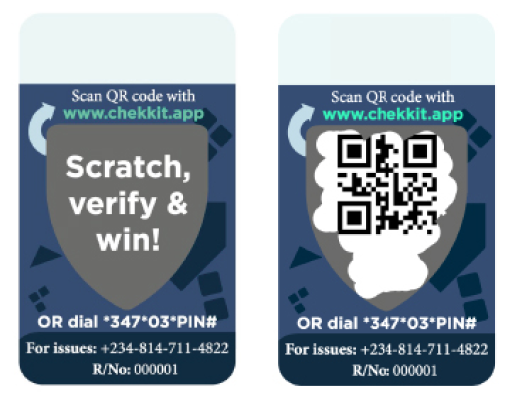 Scan QR code with
www.chekkit.app
Scratch,
verify &
win!
OR dial *347*03*PIN#
For issues: +234-814-711-4822
R/No: 000001
Scan QR code with
www.chekkit.app
OR dial *347*03*PIN#
For issues: +234-814-711-4822
R/No: 000001